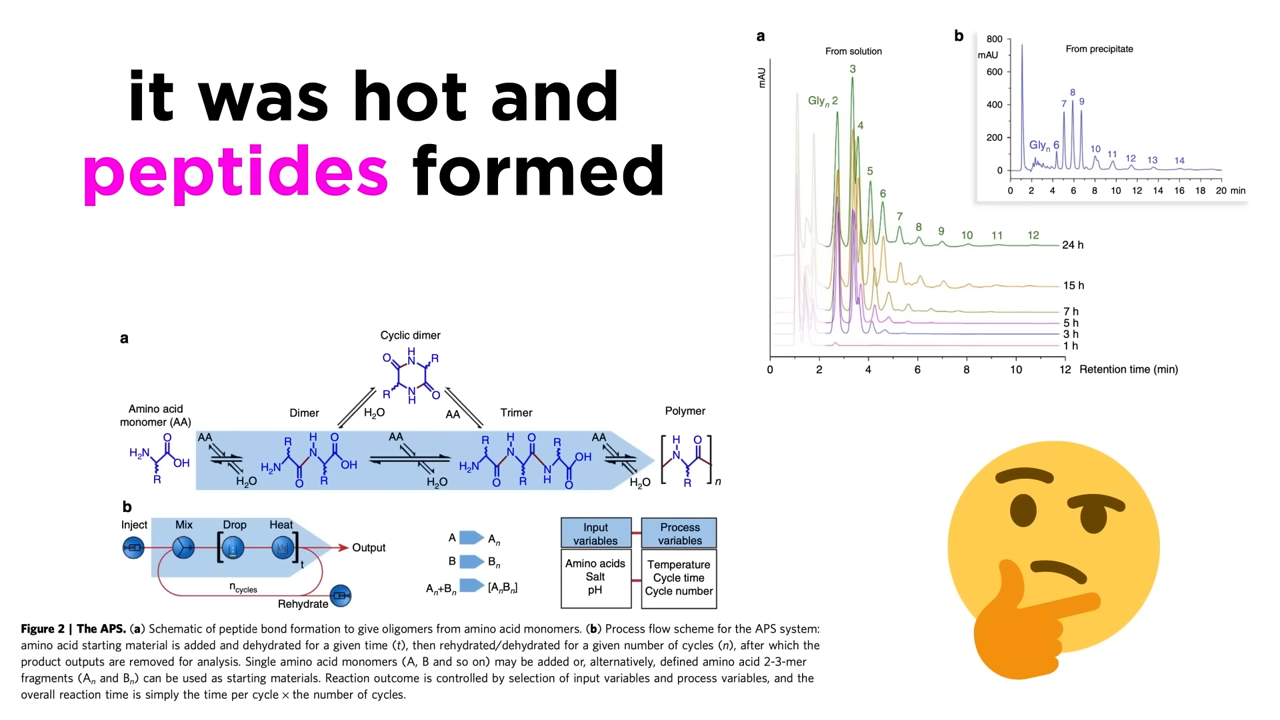 it was hot and
peptides formed
a
From solution
mAU
Glyₙ 2
3
4
5
6
7
8
9
10
11
12
24 h
15 h
7 h
5 h
3 h
1 h
0
2
4
6
8
10
12
Retention time (min)
b
From precipitate
mAU
800
600
400
200
0
Glyₙ 6
7
8
9
10
11
12
13
14
0 2 4 6 8 10 12 14 16 18 20 min
a
Cyclic dimer
O
H
N
R
R
N
H
O
H₂O
AA
Amino acid
monomer (AA)
Dimer
Trimer
Polymer
H₂N
O
OH
R
AA
H₂O
R
H
N
O
H₂N
OH
O
R
AA
H₂O
R
H
N
O
R
H₂N
OH
O
R
N
H
O
AA
H₂O
H
N
O
R
n
b
Inject
Mix
Drop
Heat
t
Output
n cycles
Rehydrate
A Aₙ
B Bₙ
Aₙ+Bₙ [AₙBₙ]
Input
variables
Process
variables
Amino acids
Salt
pH
Temperature
Cycle time
Cycle number
Figure 2 | The APS. (a) Schematic of peptide bond formation to give oligomers from amino acid monomers. (b) Process flow scheme for the APS system:
amino acid starting material is added and dehydrated for a given time (t), then rehydrated/dehydrated for a given number of cycles (n), after which the
product outputs are removed for analysis. Single amino acid monomers (A, B and so on) may be added or, alternatively, defined amino acid 2-3-mer
fragments (Aₙ and Bₙ) can be used as starting materials. Reaction outcome is controlled by selection of input variables and process variables, and the
overall reaction time is simply the time per cycle × the number of cycles.